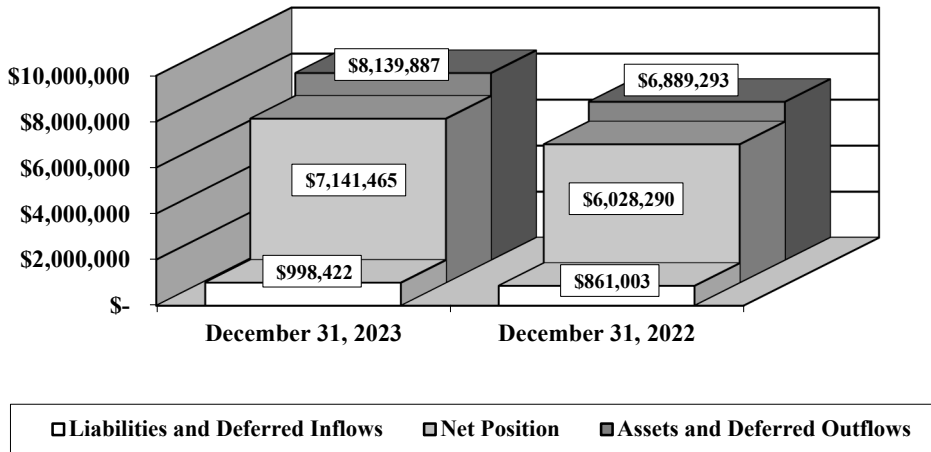 $10,000,000
$8,000,000
$6,000,000
$4,000,000
$2,000,000
$-
$8,139,887
$6,889,293
$7,141,465
$6,028,290
$998,422
$861,003
December 31, 2023
December 31, 2022
Liabilities and Deferred Inflows
Net Position
Assets and Deferred Outflows